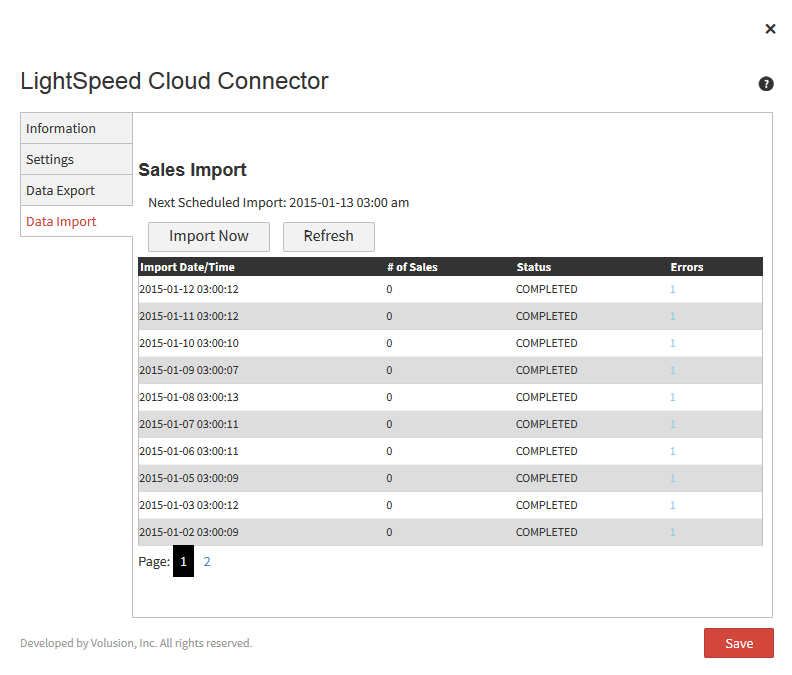 ×
LightSpeed Cloud Connector
?
Information
Settings
Data Export
Data Import
Sales Import
Next Scheduled Import: 2015-01-13 03:00 am
Import Now Refresh
Import Date/Time # of Sales Status Errors
2015-01-12 03:00:12 0 COMPLETED 1
2015-01-11 03:00:12 0 COMPLETED 1
2015-01-10 03:00:10 0 COMPLETED 1
2015-01-09 03:00:07 0 COMPLETED 1
2015-01-08 03:00:13 0 COMPLETED 1
2015-01-07 03:00:11 0 COMPLETED 1
2015-01-06 03:00:11 0 COMPLETED 1
2015-01-05 03:00:09 0 COMPLETED 1
2015-01-03 03:00:12 0 COMPLETED 1
2015-01-02 03:00:09 0 COMPLETED 1
Page: 1 2
Developed by Volusion, Inc. All rights reserved.
Save